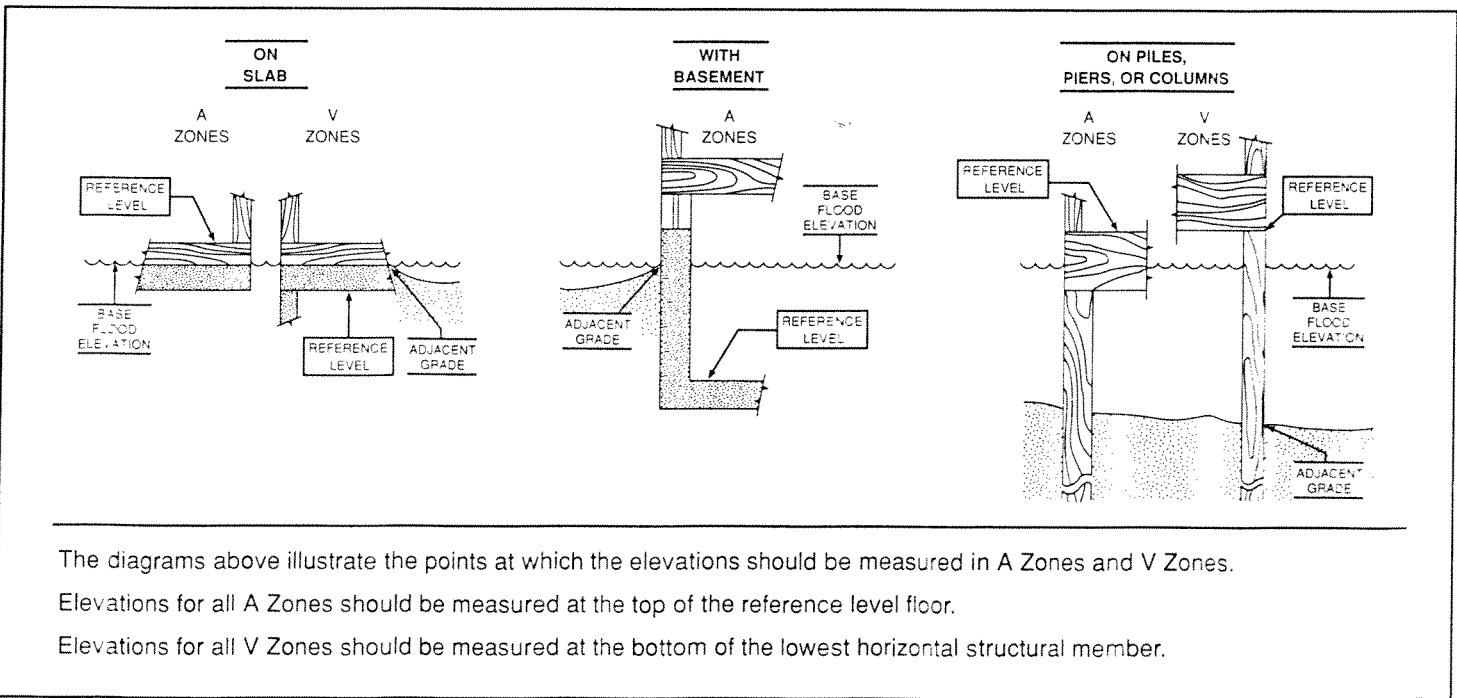 ON
SLAB
A
ZONES
V
ZONES
REFERENCE
LEVEL
BASE
FLOOD
ELEVATION
REFERENCE
LEVEL
ADJACENT
GRADE
WITH
BASEMENT
A
ZONES
BASE
FLOOD
ELEVATION
ADJACENT
GRADE
REFERENCE
LEVEL
ON PILES,
PIERS, OR COLUMNS
A
ZONES
V
ZONES
REFERENCE
LEVEL
REFERENCE
LEVEL
BASE
FLOOD
ELEVATION
ADJACENT
GRADE
The diagrams above illustrate the points at which the elevations should be measured in A Zones and V Zones.
Elevations for all A Zones should be measured at the top of the reference level floor.
Elevations for all V Zones should be measured at the bottom of the lowest horizontal structural member.